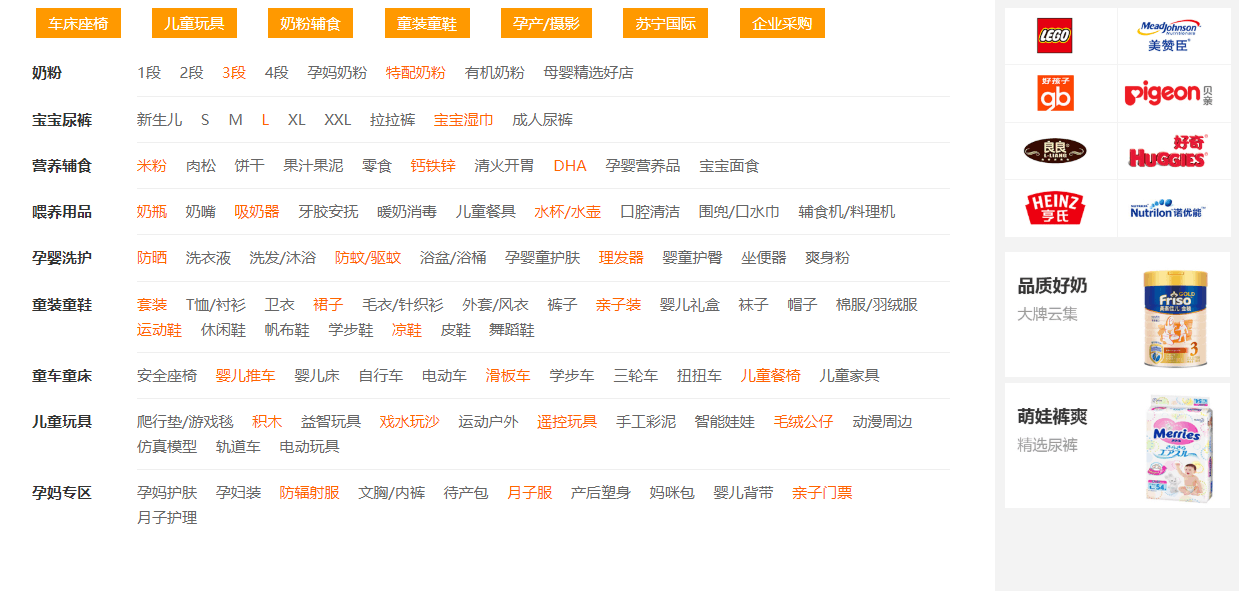 车床座椅 儿童玩具 奶粉辅食 童装童鞋 孕产/摄影 苏宁国际 企业采购
奶粉 1段 2段 3段 4段 孕妈奶粉 特配奶粉 有机奶粉 母婴精选好店
宝宝尿裤 新生儿 S M L XL XXL 拉拉裤 宝宝湿巾 成人尿裤
营养辅食 米粉 肉松 饼干 果汁果泥 零食 钙铁锌 清火开胃 DHA 孕婴营养品 宝宝面食
喂养用品 奶瓶 奶嘴 吸奶器 牙胶安抚 暖奶消毒 儿童餐具 水杯/水壶 口腔清洁 围兜/口水巾 辅食机/料理机
孕婴洗护 防晒 洗衣液 洗发/沐浴 防蚊/驱蚊 浴盆/浴桶 孕婴童护肤 理发器 婴童护臀 坐便器 爽身粉
童装童鞋 套装 T恤/衬衫 卫衣 裙子 毛衣/针织衫 外套/风衣 裤子 亲子装 婴儿礼盒 袜子 帽子 棉服/羽绒服
运动鞋 休闲鞋 帆布鞋 学步鞋 凉鞋 皮鞋 舞蹈鞋
童车童床 安全座椅 婴儿推车 婴儿床 自行车 电动车 滑板车 学步车 三轮车 扭扭车 儿童餐椅 儿童家具
儿童玩具 爬行垫/游戏毯 积木 益智玩具 戏水玩沙 运动户外 遥控玩具 手工彩泥 智能娃娃 毛绒公仔 动漫周边
仿真模型 轨道车 电动玩具
孕妈专区 孕妈护肤 孕妇装 防辐射服 文胸/内裤 待产包 月子服 产后塑身 妈咪包 婴儿背带 亲子门票
月子护理
LEGO
MeadJohnson
Nutrition
美赞臣
好孩子
gb
pigeon 贝亲
良良
L-LIANG
好奇
HUGGIES
HEINZ
亨氏
Nutrilon 诺优能
品质好奶
大牌云集
GOLD
Friso
3
萌娃裤爽
精选尿裤
Merries
エアスルー
L 54